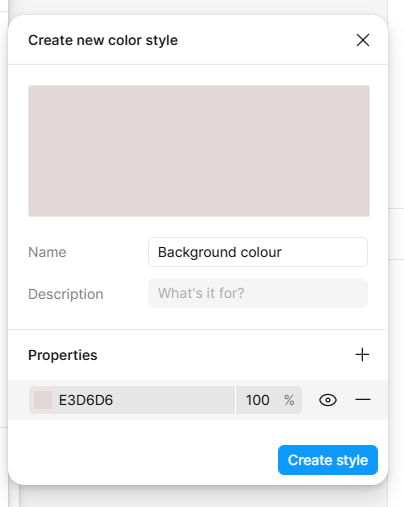 Create new color style
Name
Background colour
Description
What's it for?
Properties
E3D6D6
100 %
Create style